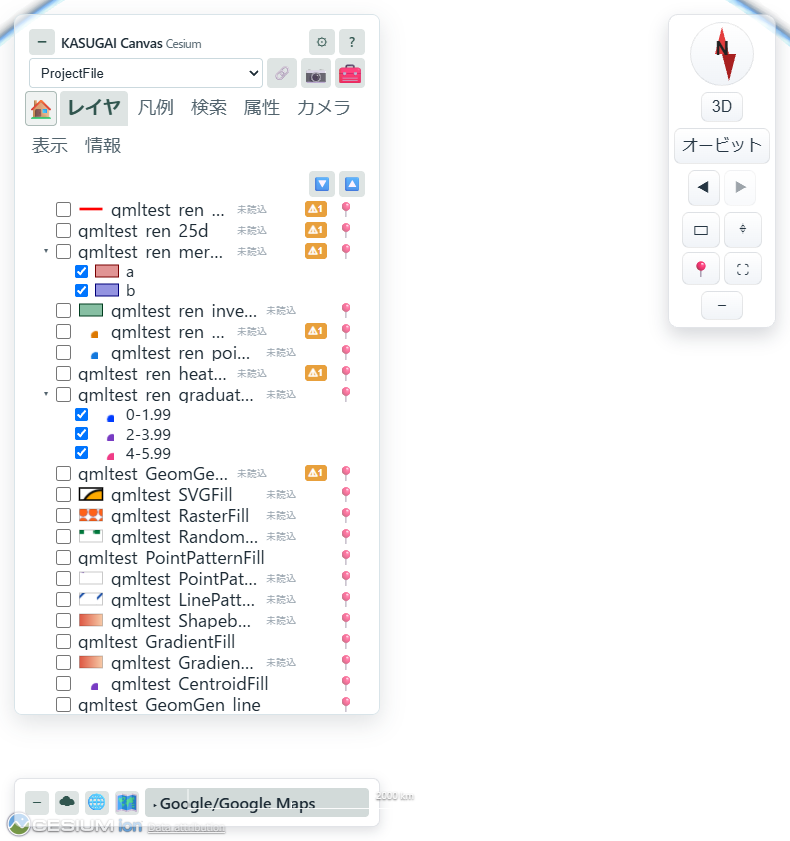 KASUGAI Canvas Cesium
?
ProjectFile
レイヤ 凡例 検索 属性 カメラ
表示 情報
qmltest_ren_... 未読込 ⚠1
qmltest_ren_25d 未読込 ⚠1
qmltest_ren_mer... 未読込 ⚠1
a
b
qmltest_ren_inve... 未読込
qmltest_ren_... 未読込 ⚠1
qmltest_ren_poi... 未読込
qmltest_ren_heat... 未読込 ⚠1
qmltest_ren_graduat... 未読込
0-1.99
2-3.99
4-5.99
qmltest_GeomGe... 未読込 ⚠1
qmltest_SVGFill 未読込
qmltest_RasterFill 未読込
qmltest_Random... 未読込
qmltest_PointPatternFill
qmltest_PointPat... 未読込
qmltest_LinePatt... 未読込
qmltest_Shapeb... 未読込
qmltest_GradientFill
qmltest_Gradien... 未読込
qmltest_CentroidFill
qmltest_GeomGen_line
Google/Google Maps
2000 km
CESIUM ion Data attribution
N
3D
オービット